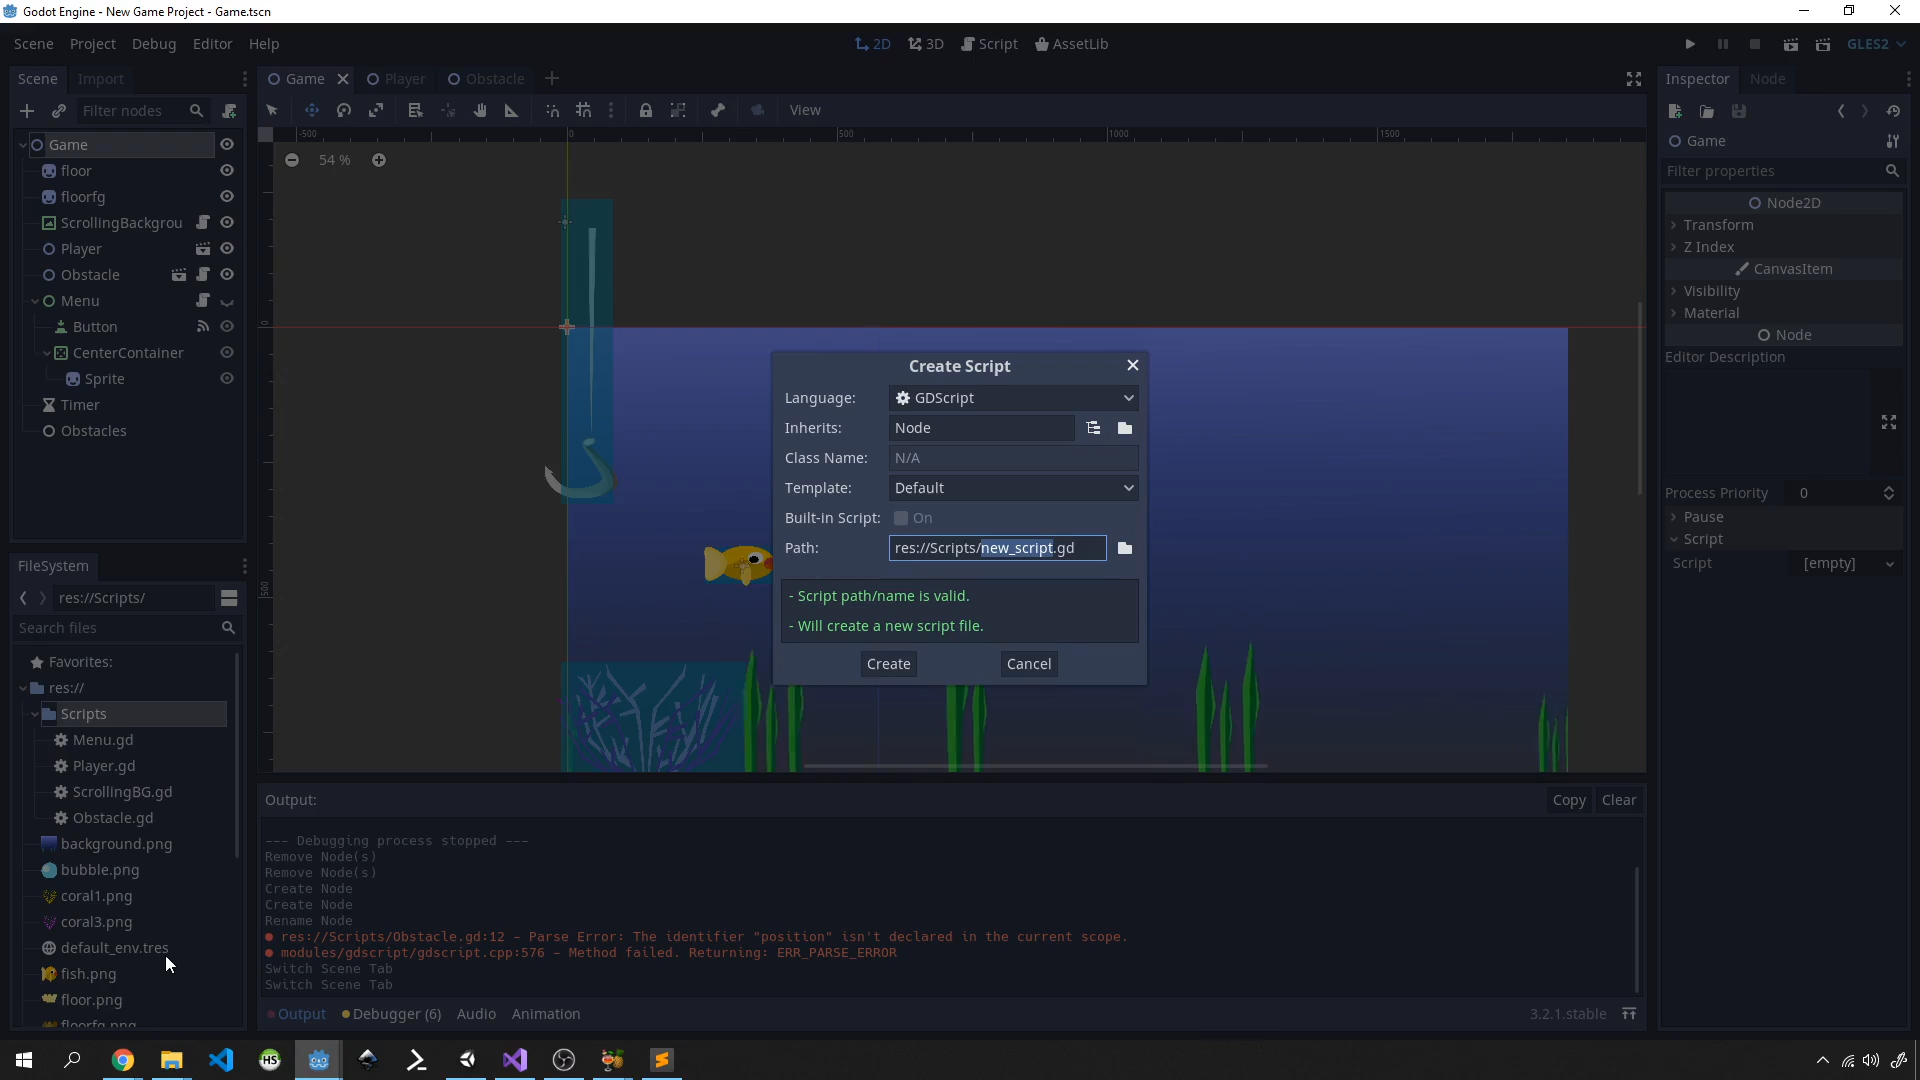 Godot Engine - New Game Project - Game.tscn
Scene Project Debug Editor Help
2D 3D Script AssetLib
GLES2
Scene Import
Game Player Obstacle
Inspector Node
Filter nodes
View
Game
floor
floorfg
ScrollingBackgrou
Player
Obstacle
Menu
Button
CenterContainer
Sprite
Timer
Obstacles
-500 0 500 1000 1500
54 %
0
500
Create Script
Language: GDScript
Inherits: Node
Class Name: N/A
Template: Default
Built-in Script: On
Path: res://Scripts/new_script.gd
- Script path/name is valid.
- Will create a new script file.
Create Cancel
Game
Filter properties
Node2D
Transform
Z Index
CanvasItem
Visibility
Material
Node
Editor Description
Process Priority 0
Pause
Script
Script [empty]
FileSystem
res://Scripts/
Search files
Favorites:
res://
Scripts
Menu.gd
Player.gd
ScrollingBG.gd
Obstacle.gd
background.png
bubble.png
coral1.png
coral3.png
default_env.tres
fish.png
floor.png
floorfg.png
Output:
Copy Clear
--- Debugging process stopped ---
Remove Node(s)
Remove Node(s)
Create Node
Create Node
Rename Node
res://Scripts/Obstacle.gd:12 - Parse Error: The identifier "position" isn't declared in the current scope.
modules/gdscript/gdscript.cpp:576 - Method failed. Returning: ERR_PARSE_ERROR
Switch Scene Tab
Switch Scene Tab
Output Debugger (6) Audio Animation
3.2.1.stable
HS